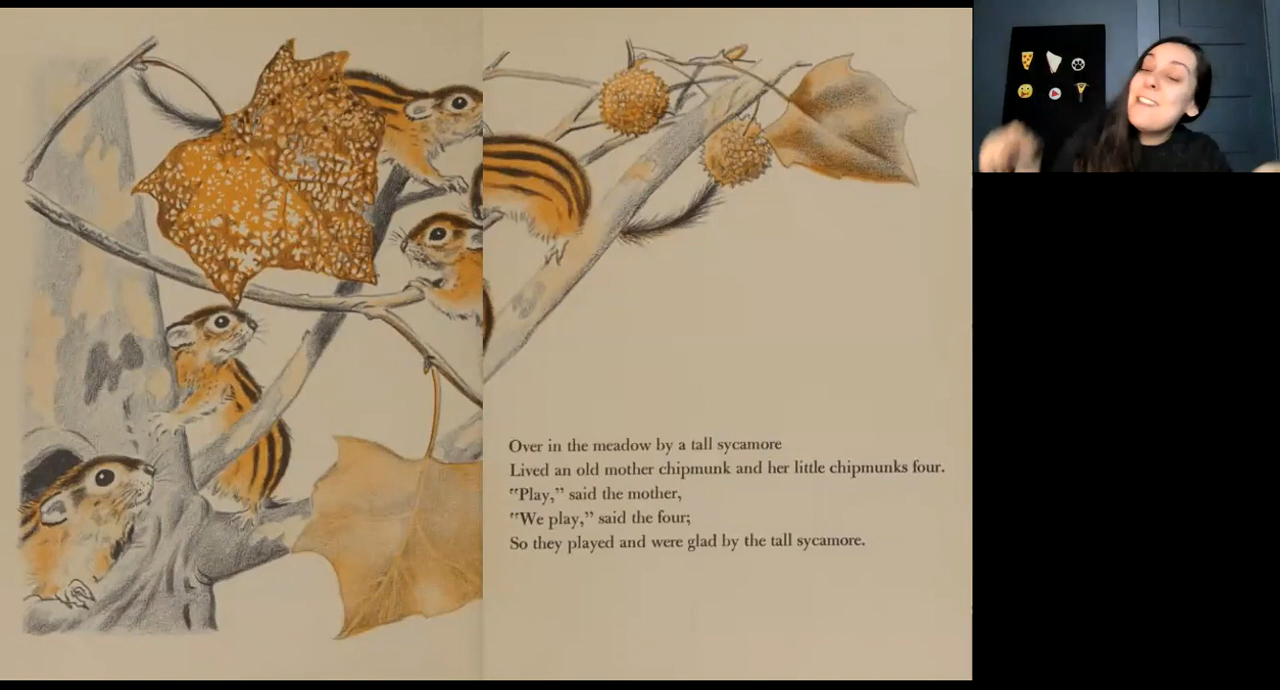 Over in the meadow by a tall sycamore
Lived an old mother chipmunk and her little chipmunks four.
"Play," said the mother,
"We play," said the four;
So they played and were glad by the tall sycamore.